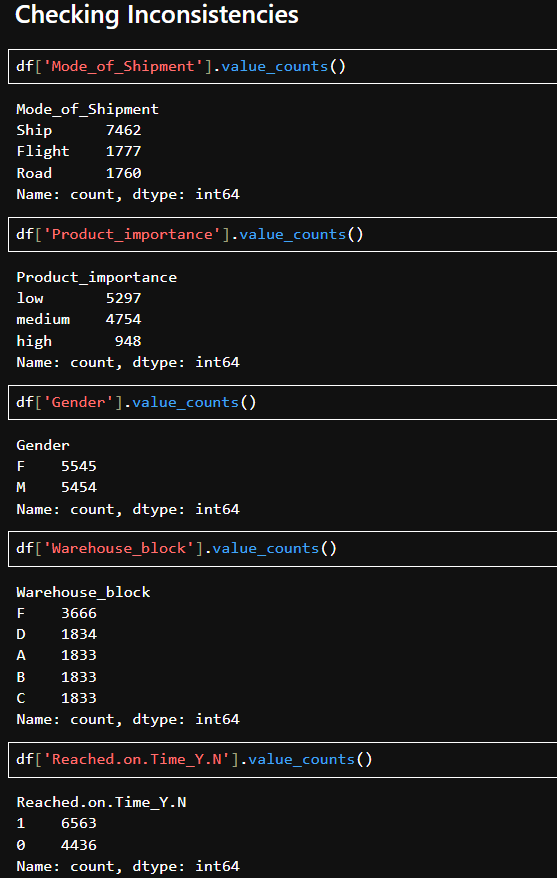 Checking Inconsistencies
df['Mode_of_Shipment'].value_counts()
Mode_of_Shipment
Ship      7462
Flight    1777
Road      1760
Name: count, dtype: int64
df['Product_importance'].value_counts()
Product_importance
low       5297
medium    4754
high       948
Name: count, dtype: int64
df['Gender'].value_counts()
Gender
F    5545
M    5454
Name: count, dtype: int64
df['Warehouse_block'].value_counts()
Warehouse_block
F    3666
D    1834
A    1833
B    1833
C    1833
Name: count, dtype: int64
df['Reached.on.Time_Y.N'].value_counts()
Reached.on.Time_Y.N
1    6563
0    4436
Name: count, dtype: int64